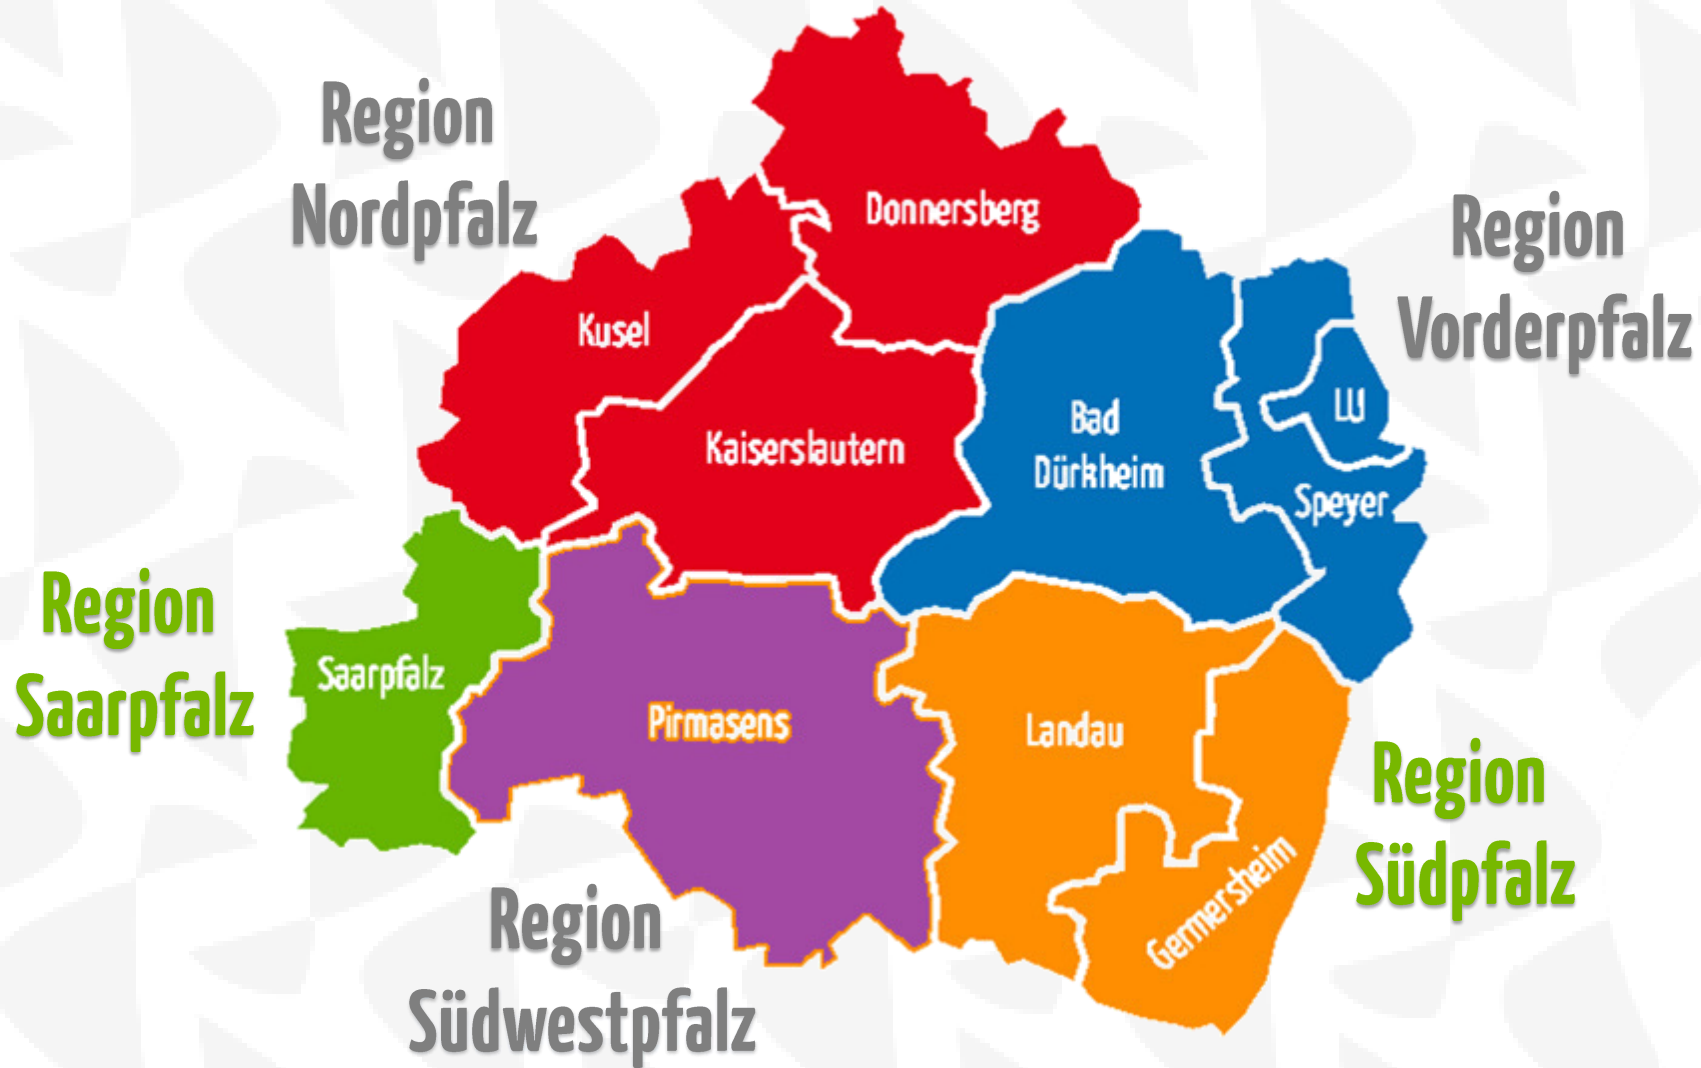 Region
Nordpfalz
Donnersberg
Region
Vorderpfalz
Kusel
Kaiserslautern
Bad
Dürkheim
LU
Speyer
Region
Saarpfalz
Saarpfalz
Pirmasens
Landau
Germersheim
Region
Südpfalz
Region
Südwestpfalz